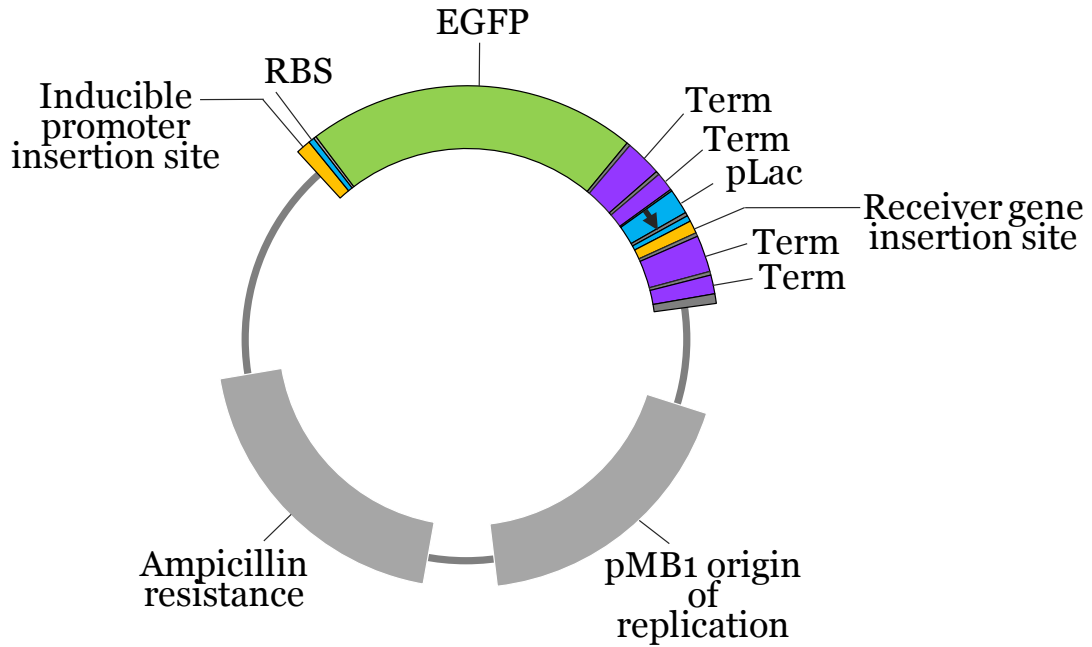 EGFP
RBS
Inducible
promoter
insertion site
Term
Term
pLac
Receiver gene
insertion site
Term
Term
Ampicillin
resistance
pMB1 origin
of
replication